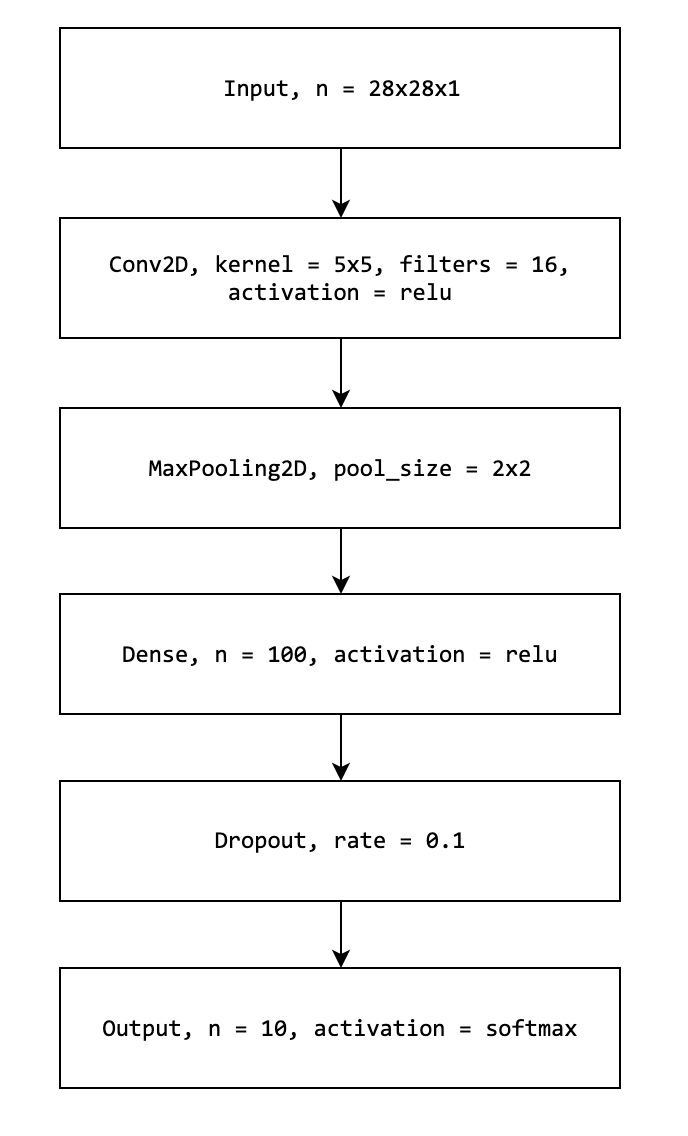 Input, n = 28x28x1
Conv2D, kernel = 5x5, filters = 16,
activation = relu
MaxPooling2D, pool_size = 2x2
Dense, n = 100, activation = relu
Dropout, rate = 0.1
Output, n = 10, activation = softmax